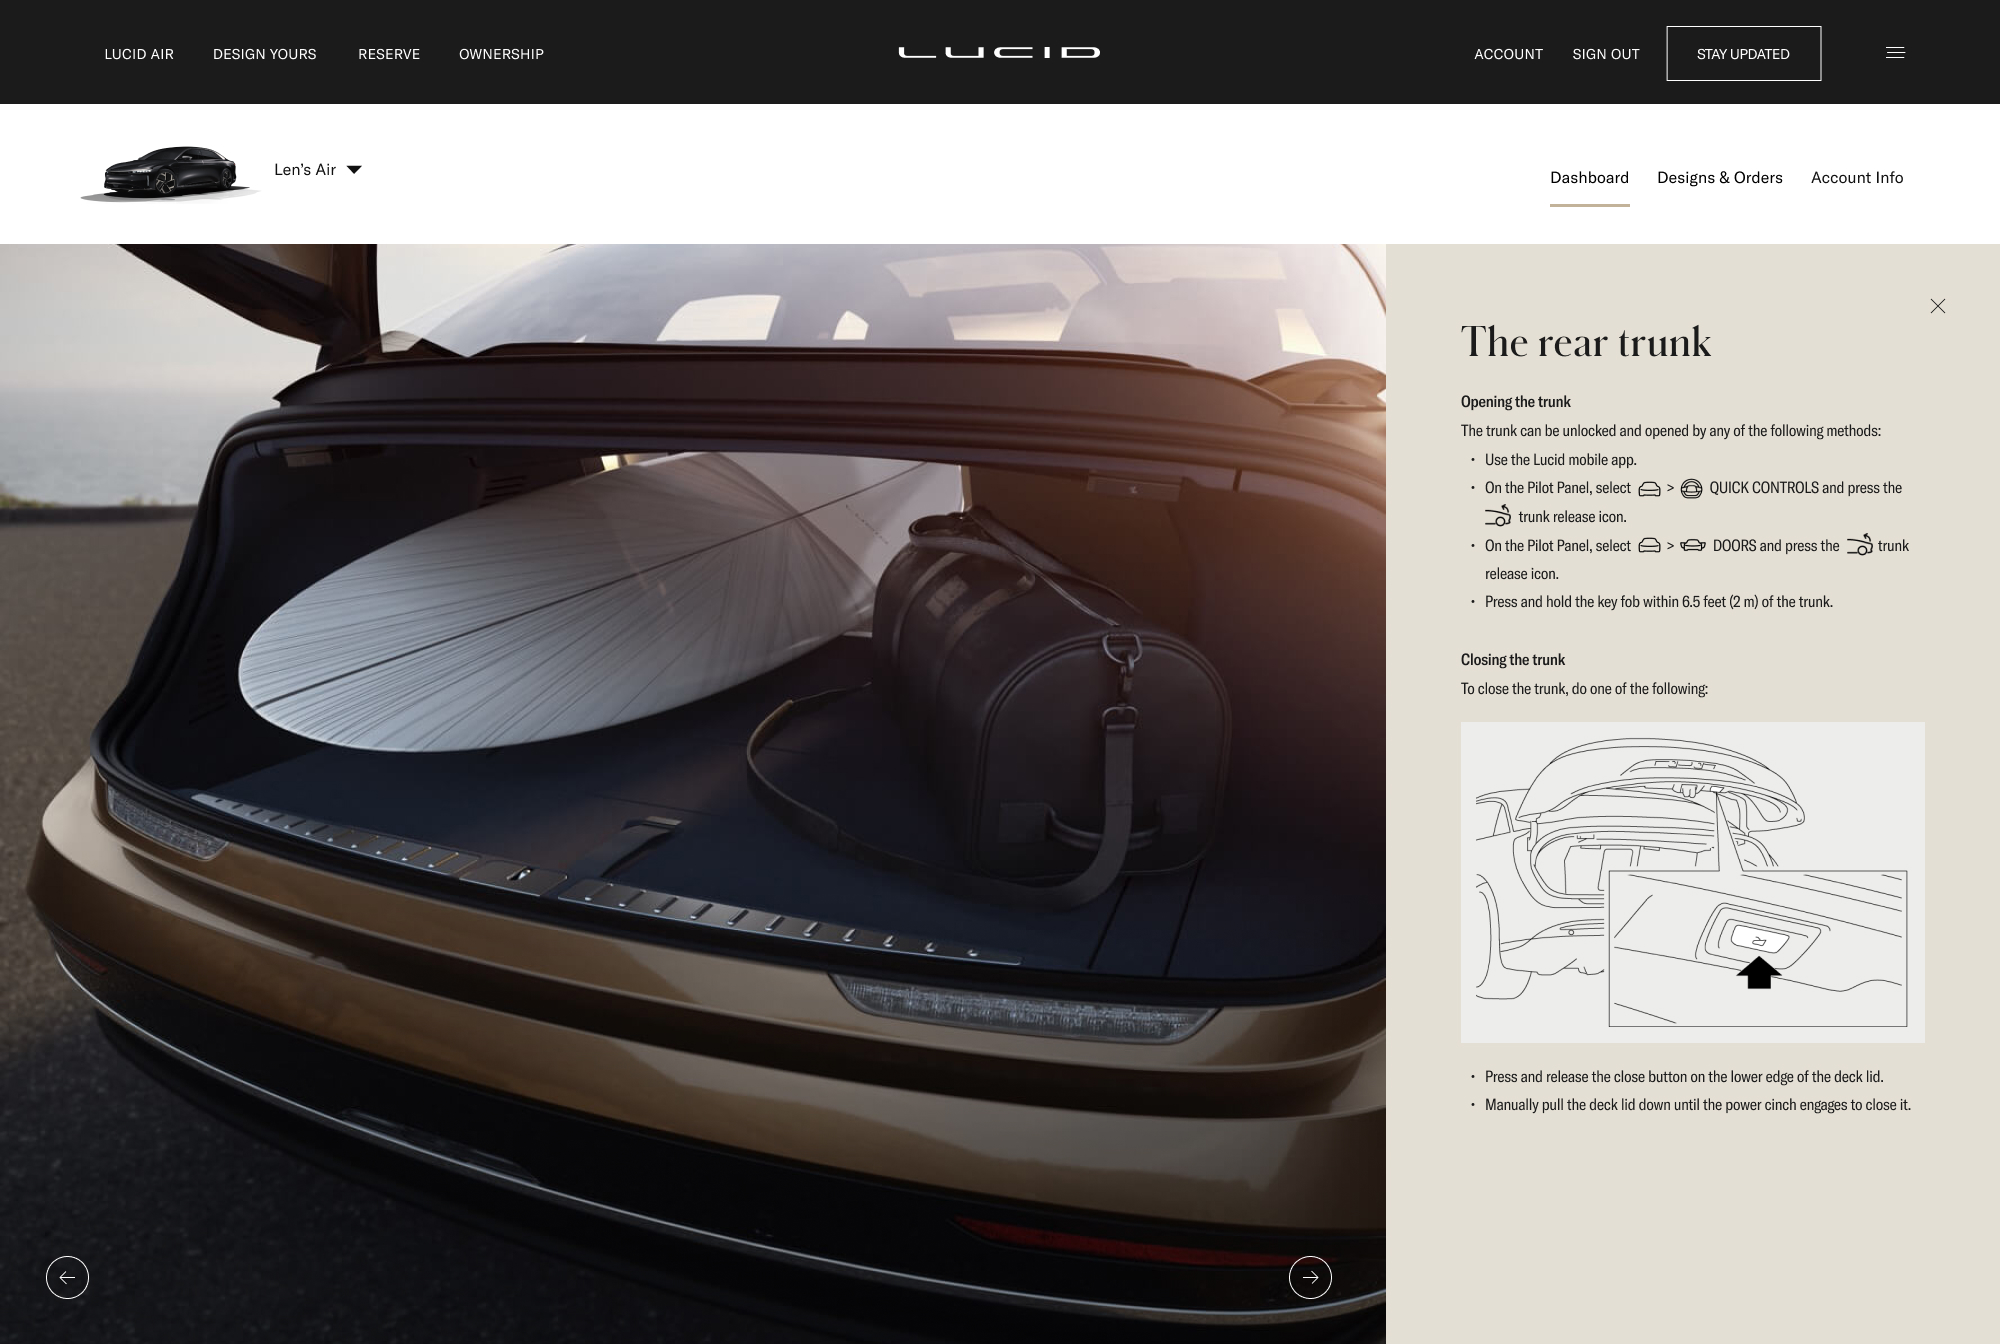 LUCID AIR DESIGN YOURS RESERVE OWNERSHIP LUCID ACCOUNT SIGN OUT STAY UPDATED
Len's Air Dashboard Designs & Orders Account Info
The rear trunk
Opening the trunk
The trunk can be unlocked and opened by any of the following methods:
• Use the Lucid mobile app.
• On the Pilot Panel, select > QUICK CONTROLS and press the
trunk release icon.
• On the Pilot Panel, select > DOORS and press the trunk
release icon.
• Press and hold the key fob within 6.5 feet (2 m) of the trunk.
Closing the trunk
To close the trunk, do one of the following:
• Press and release the close button on the lower edge of the deck lid.
• Manually pull the deck lid down until the power cinch engages to close it.